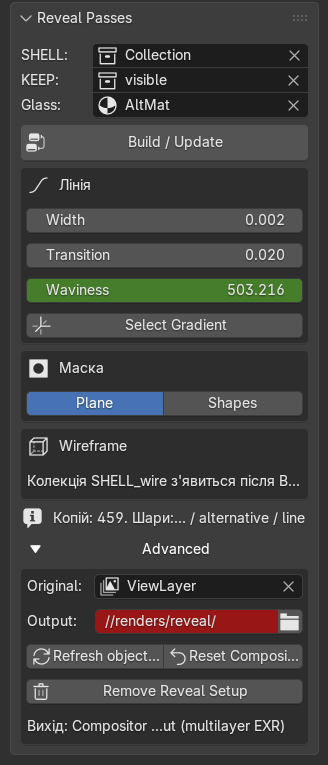 Reveal Passes
SHELL: Collection
KEEP: visible
Glass: AltMat
Build / Update
Лінія
Width 0.002
Transition 0.020
Waviness 503.216
Select Gradient
Маска
Plane Shapes
Wireframe
Колекція SHELL_wire з'явиться після B...
Копій: 459. Шари:... / alternative / line
Advanced
Original: ViewLayer
Output: //renders/reveal/
Refresh object... Reset Composi...
Remove Reveal Setup
Вихід: Compositor ...ut (multilayer EXR)